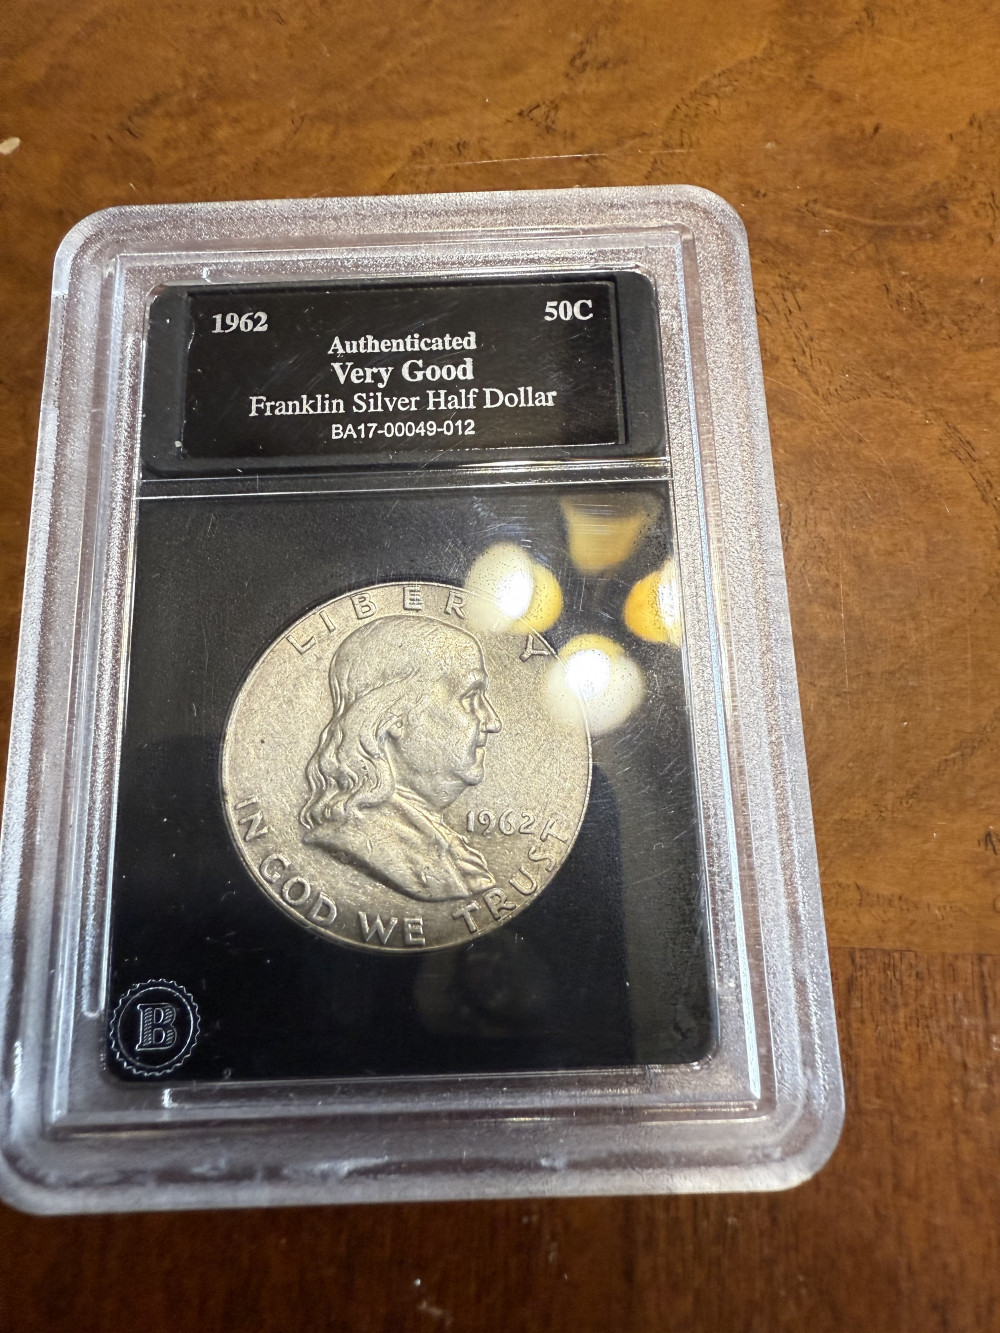 1962 50C
Authenticated
Very Good
Franklin Silver Half Dollar
BA17-00049-012
LIBERTY
1962
IN GOD WE TRUST
B